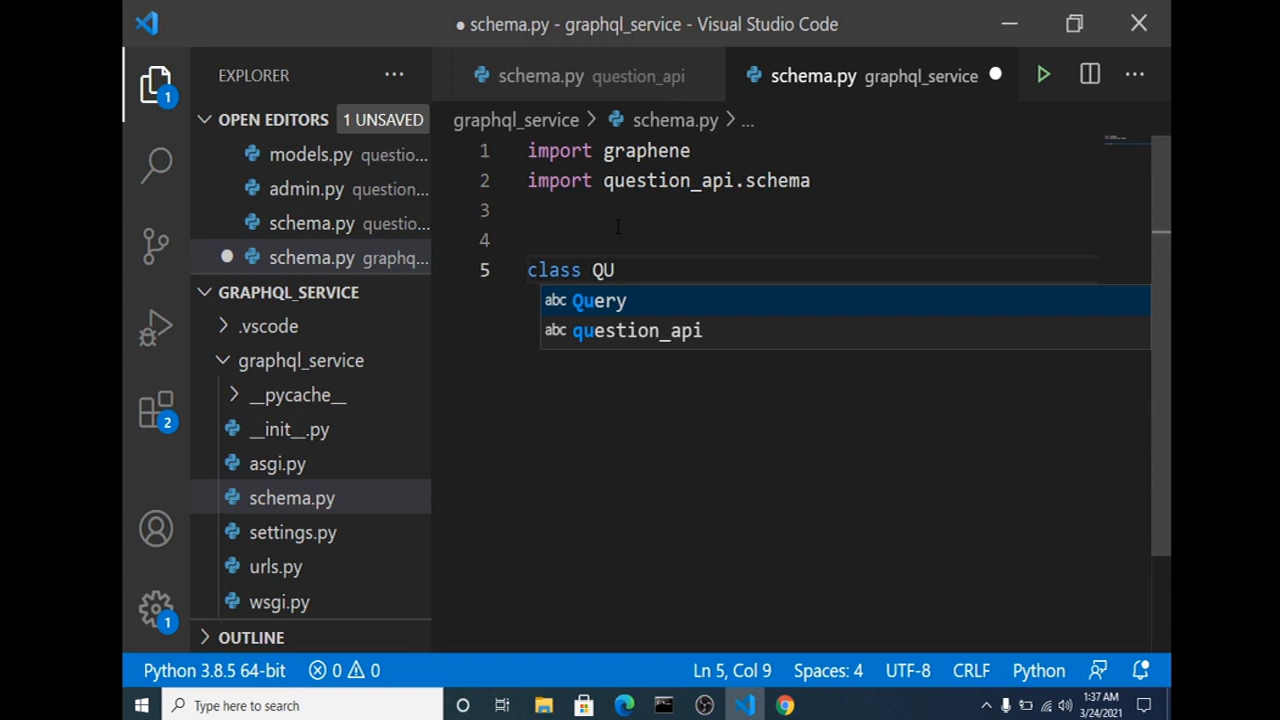 ● schema.py - graphql_service - Visual Studio Code
EXPLORER
1
OPEN EDITORS
1 UNSAVED
models.py questio...
admin.py question...
schema.py questio...
schema.py graphq...
GRAPHQL_SERVICE
.vscode
graphql_service
__pycache__
__init__.py
asgi.py
schema.py
settings.py
urls.py
wsgi.py
OUTLINE
2
1
schema.py question_api
schema.py graphql_service
graphql_service > schema.py > ...
1 import graphene
2 import question_api.schema
3
4
5 class QU
abc Query
abc question_api
Python 3.8.5 64-bit
0
0
Ln 5, Col 9
Spaces: 4
UTF-8
CRLF
Python
Type here to search
1:37 AM
3/24/2021